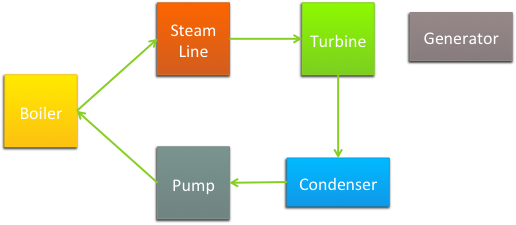 Steam
Line
Turbine
Generator
Boiler
Pump
Condenser